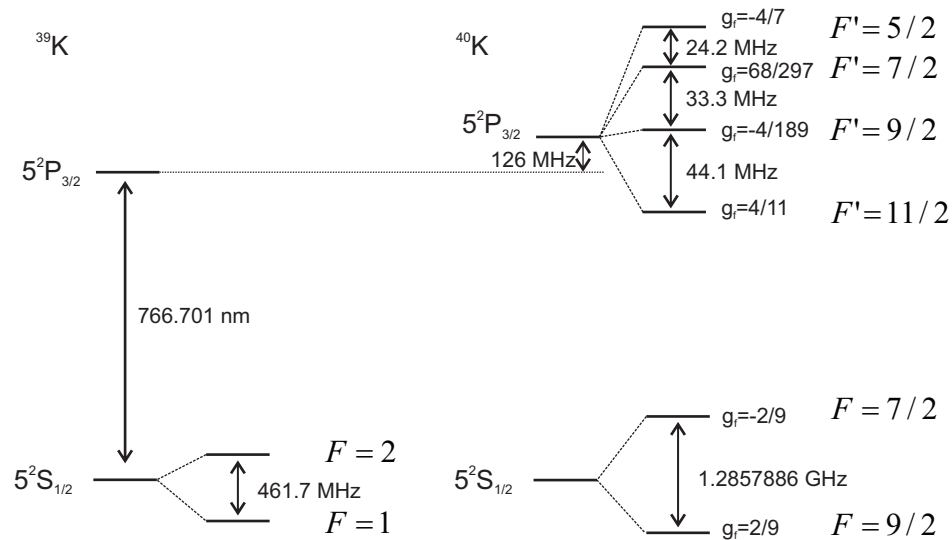 ³⁹K
⁴⁰K
g_f=-4/7
F'=5/2
24.2 MHz
g_f=68/297
F'=7/2
33.3 MHz
5²P₃/₂
g_f=-4/189
F'=9/2
126 MHz
5²P₃/₂
44.1 MHz
g_f=4/11
F'=11/2
766.701 nm
g_f=-2/9
F=7/2
F=2
5²S₁/₂
461.7 MHz
5²S₁/₂
1.2857886 GHz
F=1
g_f=2/9
F=9/2